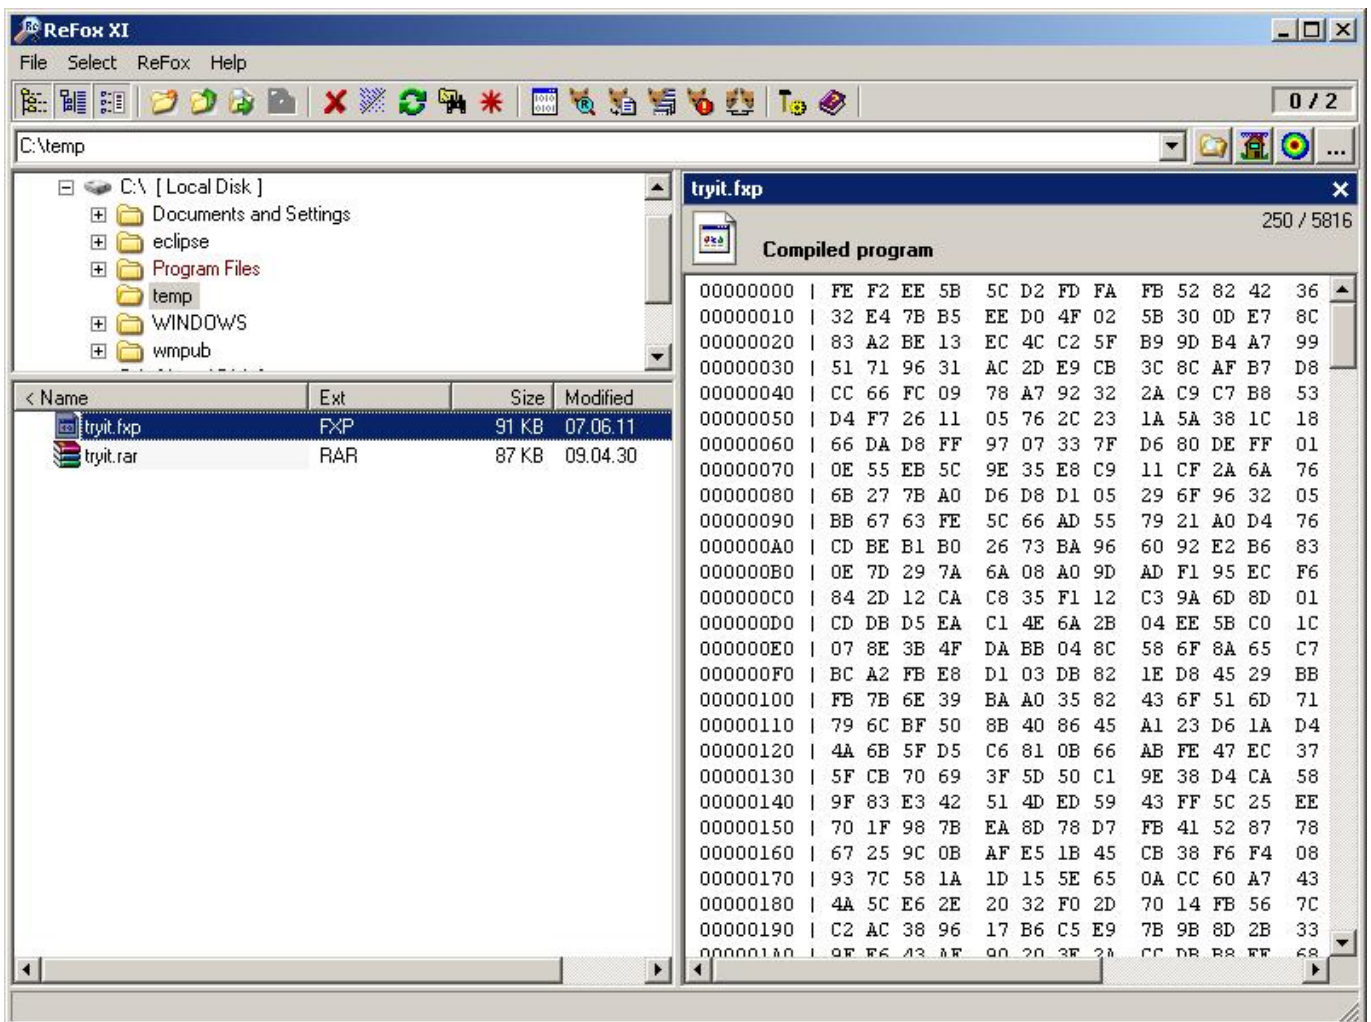 ReFox XI
File Select ReFox Help
0 / 2
C:\temp
C:\ [ Local Disk ]
Documents and Settings
eclipse
Program Files
temp
WINDOWS
wmpub
< Name Ext Size Modified
tryit.fxp FXP 91 KB 07.06.11
tryit.rar RAR 87 KB 09.04.30
tryit.fxp
250 / 5816
Compiled program
00000000 | FE F2 EE 5B 5C D2 FD FA FB 52 82 42 36
00000010 | 32 E4 7B B5 EE D0 4F 02 5B 30 0D E7 8C
00000020 | 83 A2 BE 13 EC 4C C2 5F B9 9D B4 A7 99
00000030 | 51 71 96 31 AC 2D E9 CB 3C 8C AF B7 D8
00000040 | CC 66 FC 09 78 A7 92 32 2A C9 C7 B8 53
00000050 | D4 F7 26 11 05 76 2C 23 1A 5A 38 1C 18
00000060 | 66 DA D8 FF 97 07 33 7F D6 80 DE FF 01
00000070 | 0E 55 EB 5C 9E 35 E8 C9 11 CF 2A 6A 76
00000080 | 6B 27 7B A0 D6 D8 D1 05 29 6F 96 32 05
00000090 | BB 67 63 FE 5C 66 AD 55 79 21 A0 D4 76
000000A0 | CD BE B1 B0 26 73 BA 96 60 92 E2 B6 83
000000B0 | 0E 7D 29 7A 6A 08 A0 9D AD F1 95 EC F6
000000C0 | 84 2D 12 CA C8 35 F1 12 C3 9A 6D 8D 01
000000D0 | CD DB D5 EA C1 4E 6A 2B 04 EE 5B C0 1C
000000E0 | 07 8E 3B 4F DA BB 04 8C 58 6F 8A 65 C7
000000F0 | BC A2 FB E8 D1 03 DB 82 1E D8 45 29 BB
00000100 | FB 7B 6E 39 BA A0 35 82 43 6F 51 6D 71
00000110 | 79 6C BF 50 8B 40 86 45 A1 23 D6 1A D4
00000120 | 4A 6B 5F D5 C6 81 0B 66 AB FE 47 EC 37
00000130 | 5F CB 70 69 3F 5D 50 C1 9E 38 D4 CA 58
00000140 | 9F 83 E3 42 51 4D ED 59 43 FF 5C 25 EE
00000150 | 70 1F 98 7B EA 8D 78 D7 FB 41 52 87 78
00000160 | 67 25 9C 0B AF E5 1B 45 CB 38 F6 F4 08
00000170 | 93 7C 58 1A 1D 15 5E 65 0A CC 60 A7 43
00000180 | 4A 5C E6 2E 20 32 F0 2D 70 14 FB 56 7C
00000190 | C2 AC 38 96 17 B6 C5 E9 7B 9B 8D 2B 33